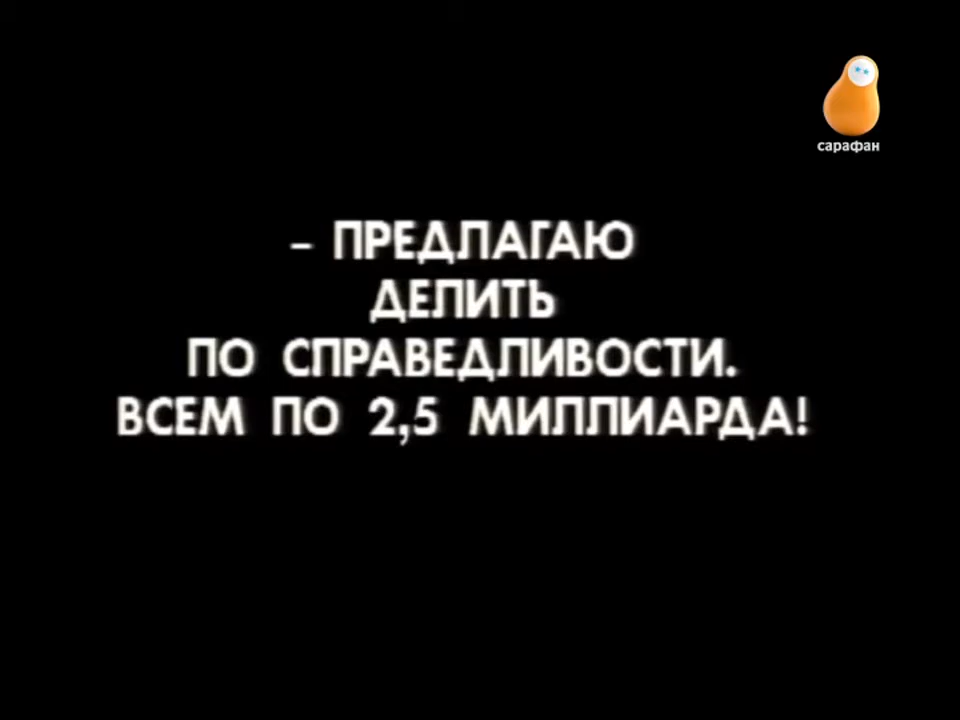 сарафан
– ПРЕДЛАГАЮ
ДЕЛИТЬ
ПО СПРАВЕДЛИВОСТИ.
ВСЕМ ПО 2,5 МИЛЛИАРДА!